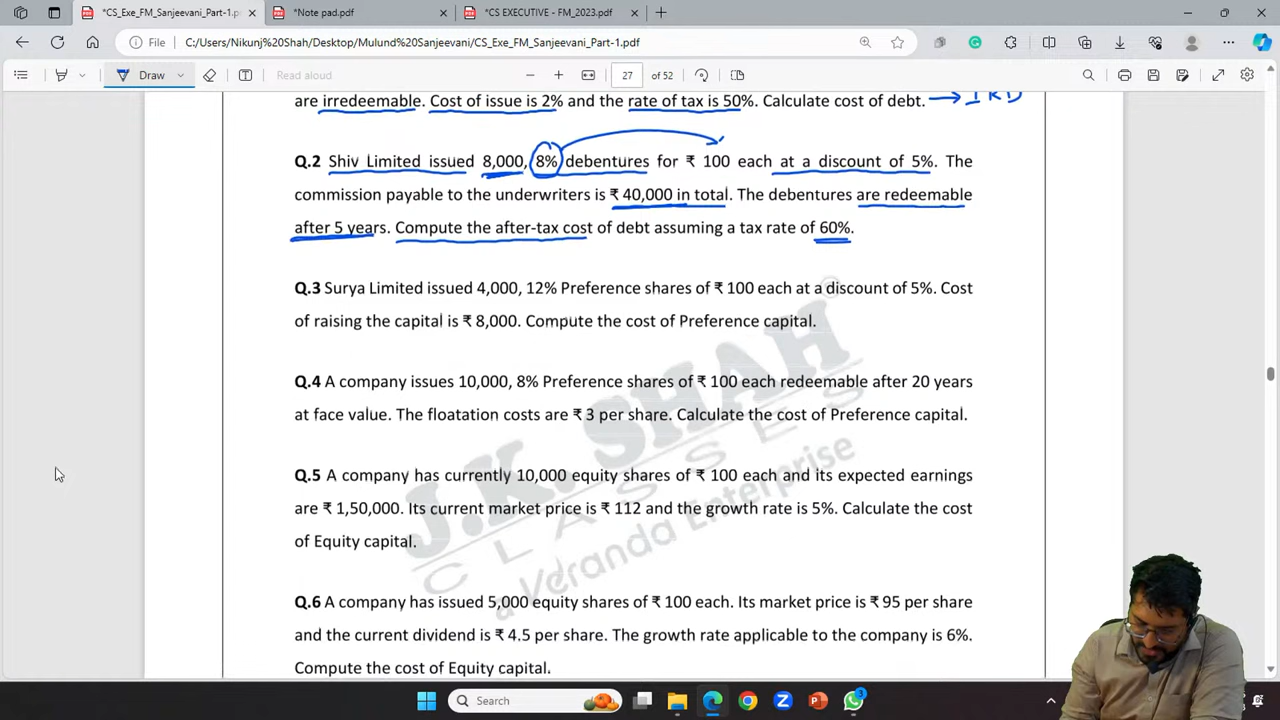 *CS_Exe_FM_Sanjeevani_Part-1.p
*Note pad.pdf
*CS EXECUTIVE - FM_2023.pdf
File
C:/Users/Nikunj%20Shah/Desktop/Mulund%20Sanjeevani/CS_Exe_FM_Sanjeevani_Part-1.pdf
Draw
Read aloud
27 of 52
are irredeemable. Cost of issue is 2% and the rate of tax is 50%. Calculate cost of debt. → IRD
Q.2 Shiv Limited issued 8,000, 8% debentures for ₹ 100 each at a discount of 5%. The
commission payable to the underwriters is ₹ 40,000 in total. The debentures are redeemable
after 5 years. Compute the after-tax cost of debt assuming a tax rate of 60%.
Q.3 Surya Limited issued 4,000, 12% Preference shares of ₹ 100 each at a discount of 5%. Cost
of raising the capital is ₹ 8,000. Compute the cost of Preference capital.
Q.4 A company issues 10,000, 8% Preference shares of ₹ 100 each redeemable after 20 years
at face value. The floatation costs are ₹ 3 per share. Calculate the cost of Preference capital.
Q.5 A company has currently 10,000 equity shares of ₹ 100 each and its expected earnings
are ₹ 1,50,000. Its current market price is ₹ 112 and the growth rate is 5%. Calculate the cost
of Equity capital.
Q.6 A company has issued 5,000 equity shares of ₹ 100 each. Its market price is ₹ 95 per share
and the current dividend is ₹ 4.5 per share. The growth rate applicable to the company is 6%.
Compute the cost of Equity capital.
J.K. SHAH®
CLASSES
a Veranda Enterprise
Search
3